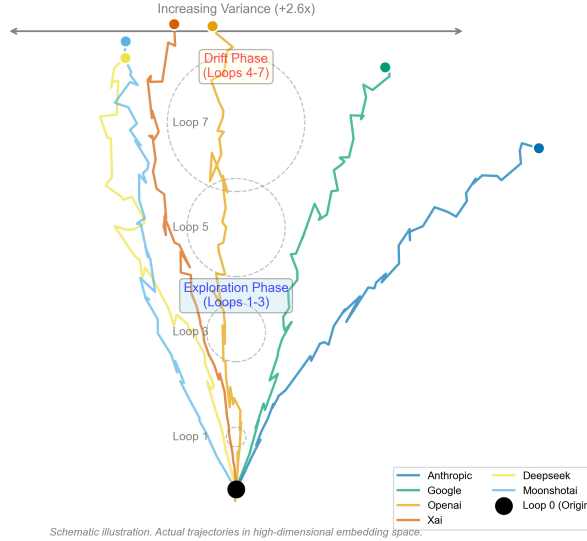 Increasing Variance (+2.6x)
Drift Phase
(Loops 4-7)
Loop 7
Loop 5
Exploration Phase
(Loops 1-3)
Loop 3
Loop 1
Anthropic
Google
Openai
Xai
Deepseek
Moonshotai
Loop 0 (Origin
Schematic illustration. Actual trajectories in high-dimensional embedding space.